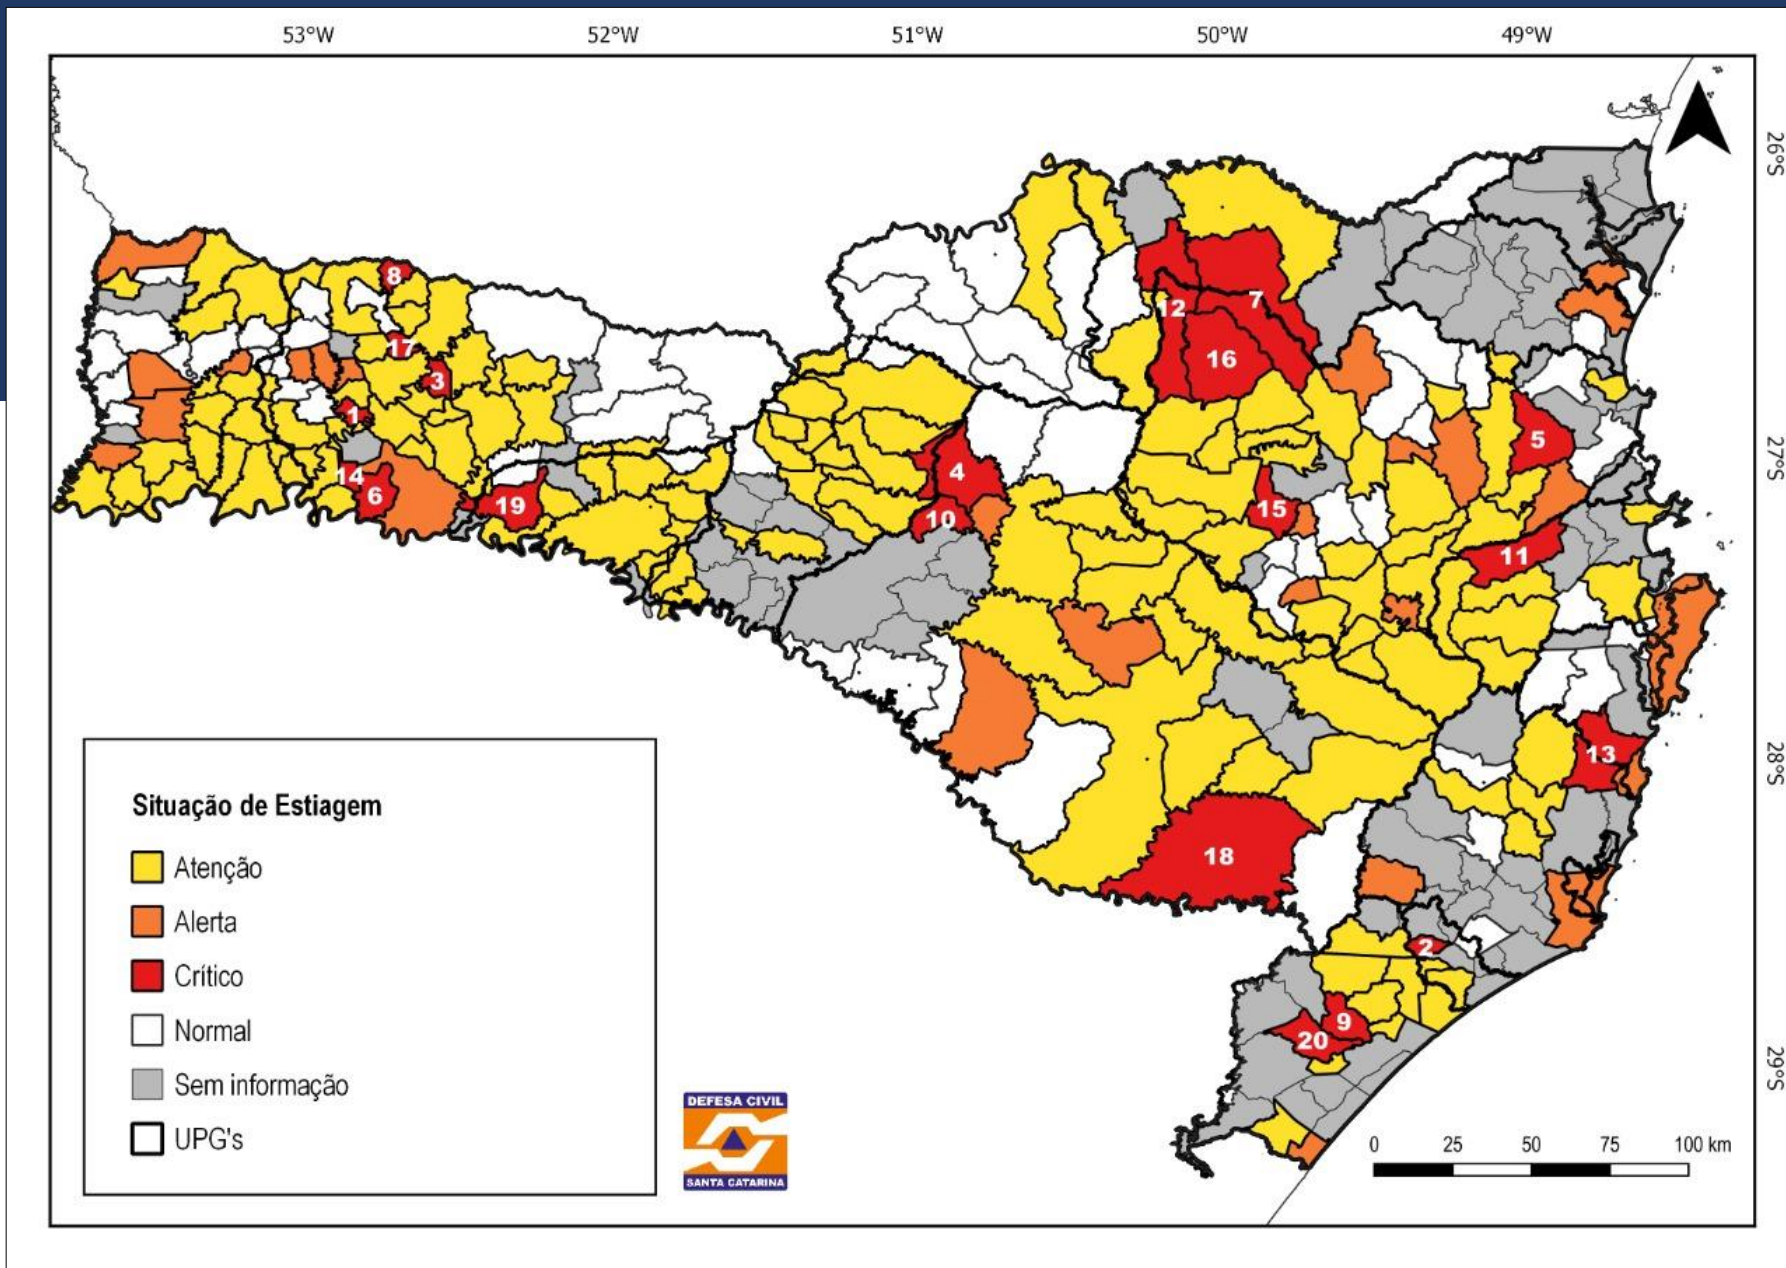 53°W
52°W
51°W
50°W
49°W
26°S
27°S
28°S
29°S
8
7
12
17
16
3
1
5
4
14
6
19
10
15
11
13
18
2
9
20
Situação de Estiagem
Atenção
Alerta
Crítico
Normal
Sem informação
UPG's
DEFESA CIVIL
SANTA CATARINA
0 25 50 75 100 km